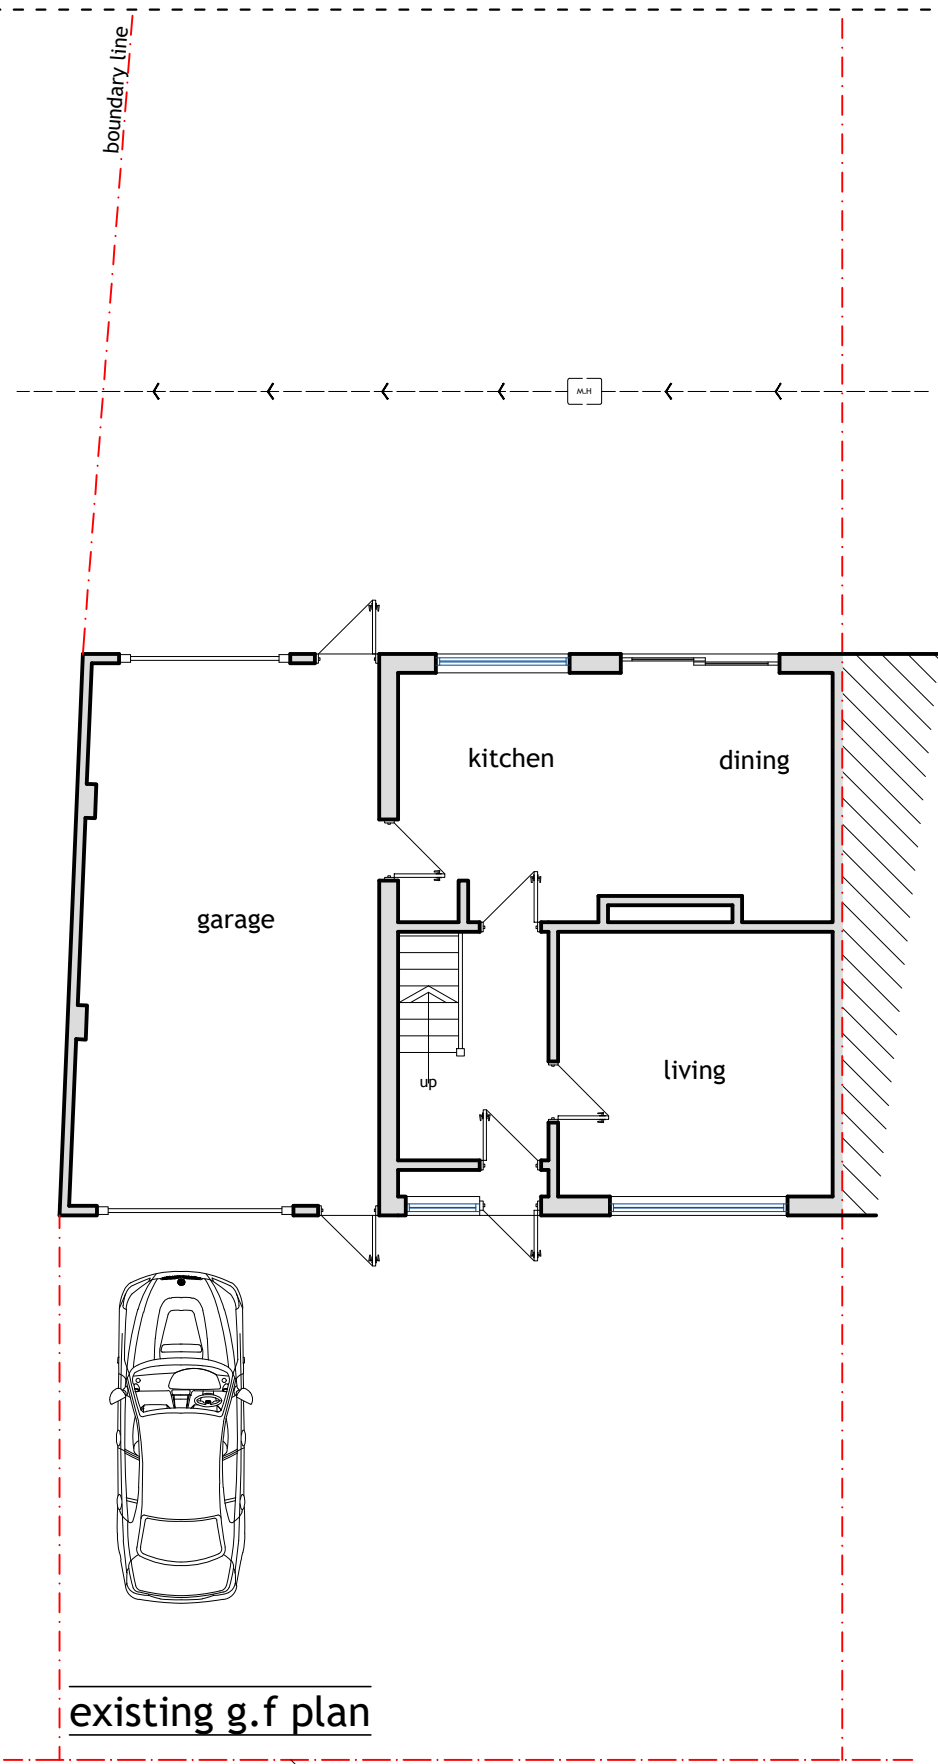 boundary line
M.H
kitchen
dining
garage
living
up
existing g.f plan